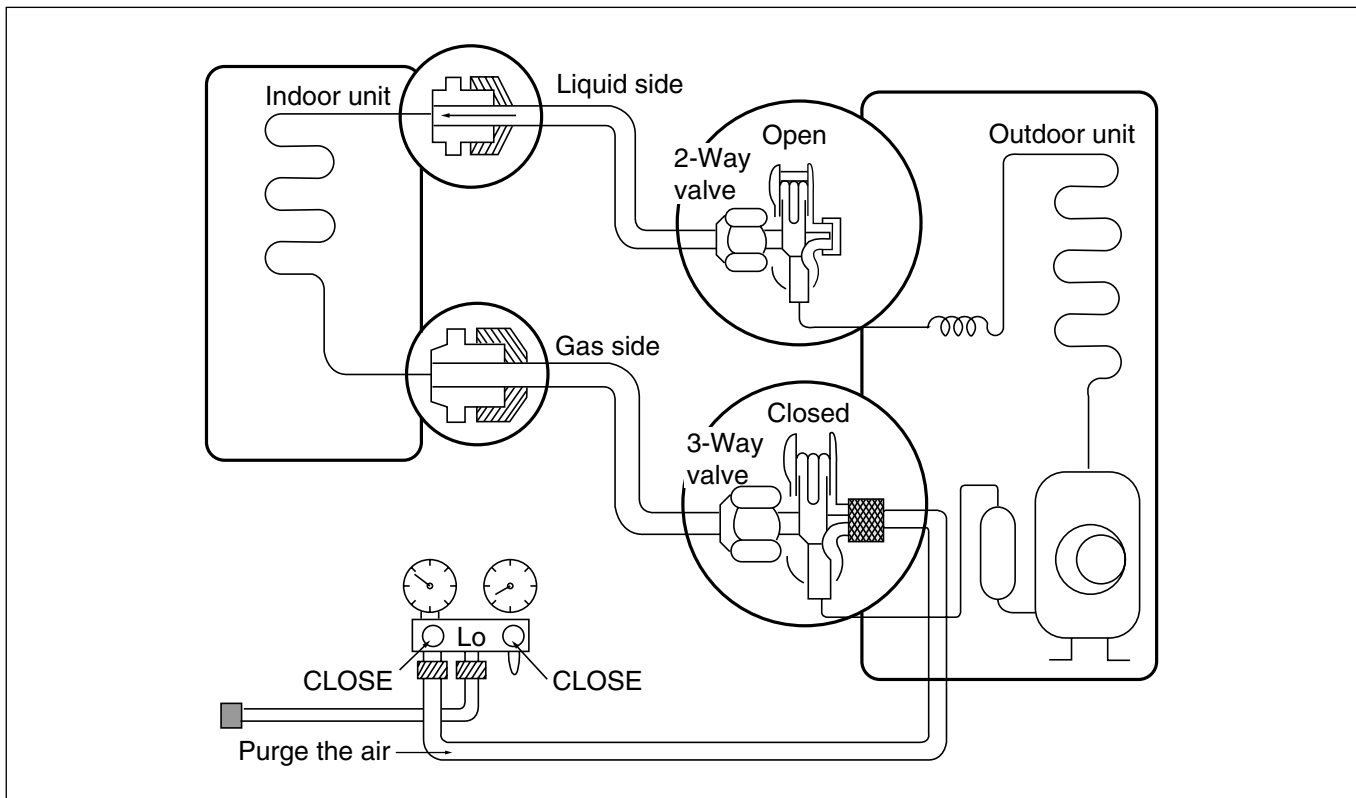 Indoor unit
Liquid side
Open
2-Way
valve
Outdoor unit
Gas side
Closed
3-Way
valve
Lo
CLOSE
CLOSE
Purge the air